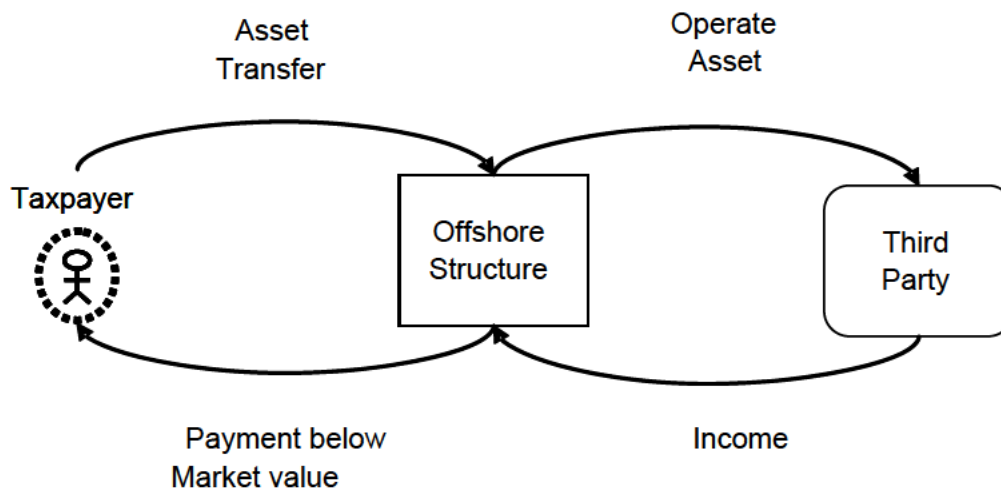 Asset
Transfer
Operate
Asset
Taxpayer
Offshore
Structure
Third
Party
Payment below
Market value
Income